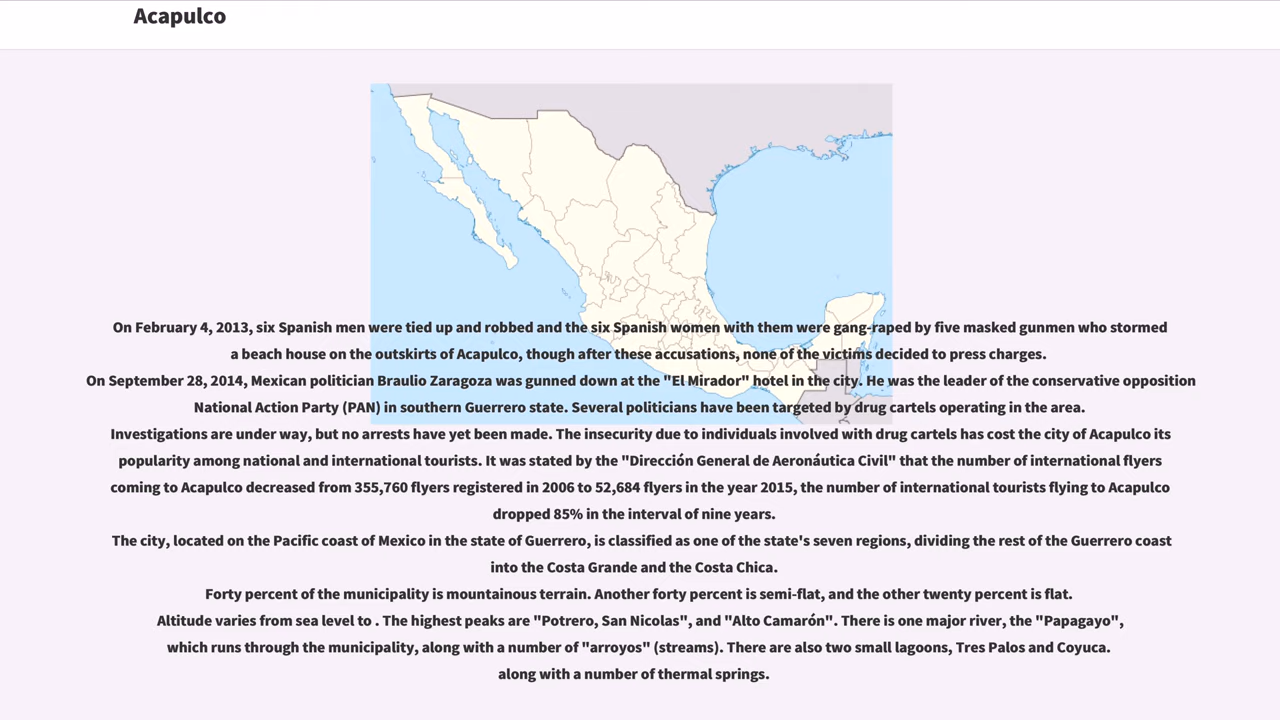 Acapulco
On February 4, 2013, six Spanish men were tied up and robbed and the six Spanish women with them were gang-raped by five masked gunmen who stormed
a beach house on the outskirts of Acapulco, though after these accusations, none of the victims decided to press charges.
On September 28, 2014, Mexican politician Braulio Zaragoza was gunned down at the "El Mirador" hotel in the city. He was the leader of the conservative opposition
National Action Party (PAN) in southern Guerrero state. Several politicians have been targeted by drug cartels operating in the area.
Investigations are under way, but no arrests have yet been made. The insecurity due to individuals involved with drug cartels has cost the city of Acapulco its
popularity among national and international tourists. It was stated by the "Dirección General de Aeronáutica Civil" that the number of international flyers
coming to Acapulco decreased from 355,760 flyers registered in 2006 to 52,684 flyers in the year 2015, the number of international tourists flying to Acapulco
dropped 85% in the interval of nine years.
The city, located on the Pacific coast of Mexico in the state of Guerrero, is classified as one of the state's seven regions, dividing the rest of the Guerrero coast
into the Costa Grande and the Costa Chica.
Forty percent of the municipality is mountainous terrain. Another forty percent is semi-flat, and the other twenty percent is flat.
Altitude varies from sea level to . The highest peaks are "Potrero, San Nicolas", and "Alto Camarón". There is one major river, the "Papagayo",
which runs through the municipality, along with a number of "arroyos" (streams). There are also two small lagoons, Tres Palos and Coyuca.
along with a number of thermal springs.